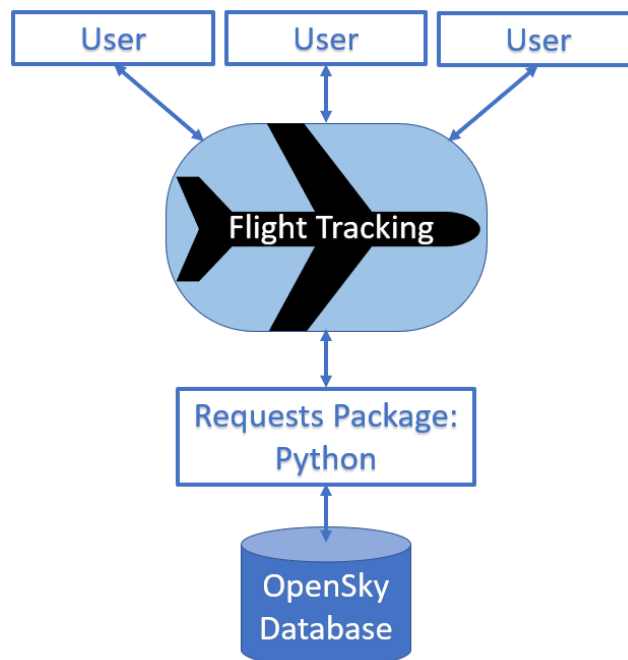 User
User
User
Flight Tracking
Requests Package:
Python
OpenSky
Database